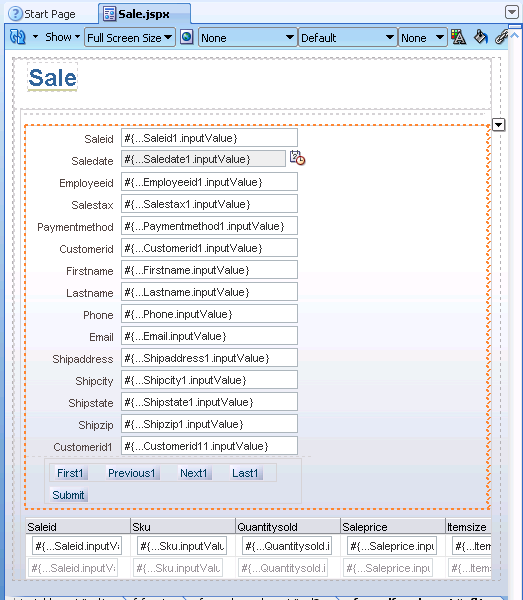 Start Page Sale.jspx
Show Full Screen Size None Default None
Sale
Saleid #{...Saleid1.inputValue}
Saledate #{...Saledate1.inputValue}
Employeeid #{...Employeeid1.inputValue}
Salestax #{...Salestax1.inputValue}
Paymentmethod #{...Paymentmethod1.inputValue}
Customerid #{...Customerid1.inputValue}
Firstname #{...Firstname.inputValue}
Lastname #{...Lastname.inputValue}
Phone #{...Phone.inputValue}
Email #{...Email.inputValue}
Shipaddress #{...Shipaddress1.inputValue}
Shipcity #{...Shipcity1.inputValue}
Shipstate #{...Shipstate1.inputValue}
Shipzip #{...Shipzip1.inputValue}
Customerid1 #{...Customerid11.inputValue}
First1 Previous1 Next1 Last1
Submit
Saleid Sku Quantitysold Saleprice Itemsize
#{...Saleid.inputVa #{...Sku.inputValu #{...Quantitysold.i #{...Saleprice.inpu #{...Item
#{...Saleid.inputVa #{...Sku.inputValu #{...Quantitysold.i #{...Saleprice.inpu #{...Item